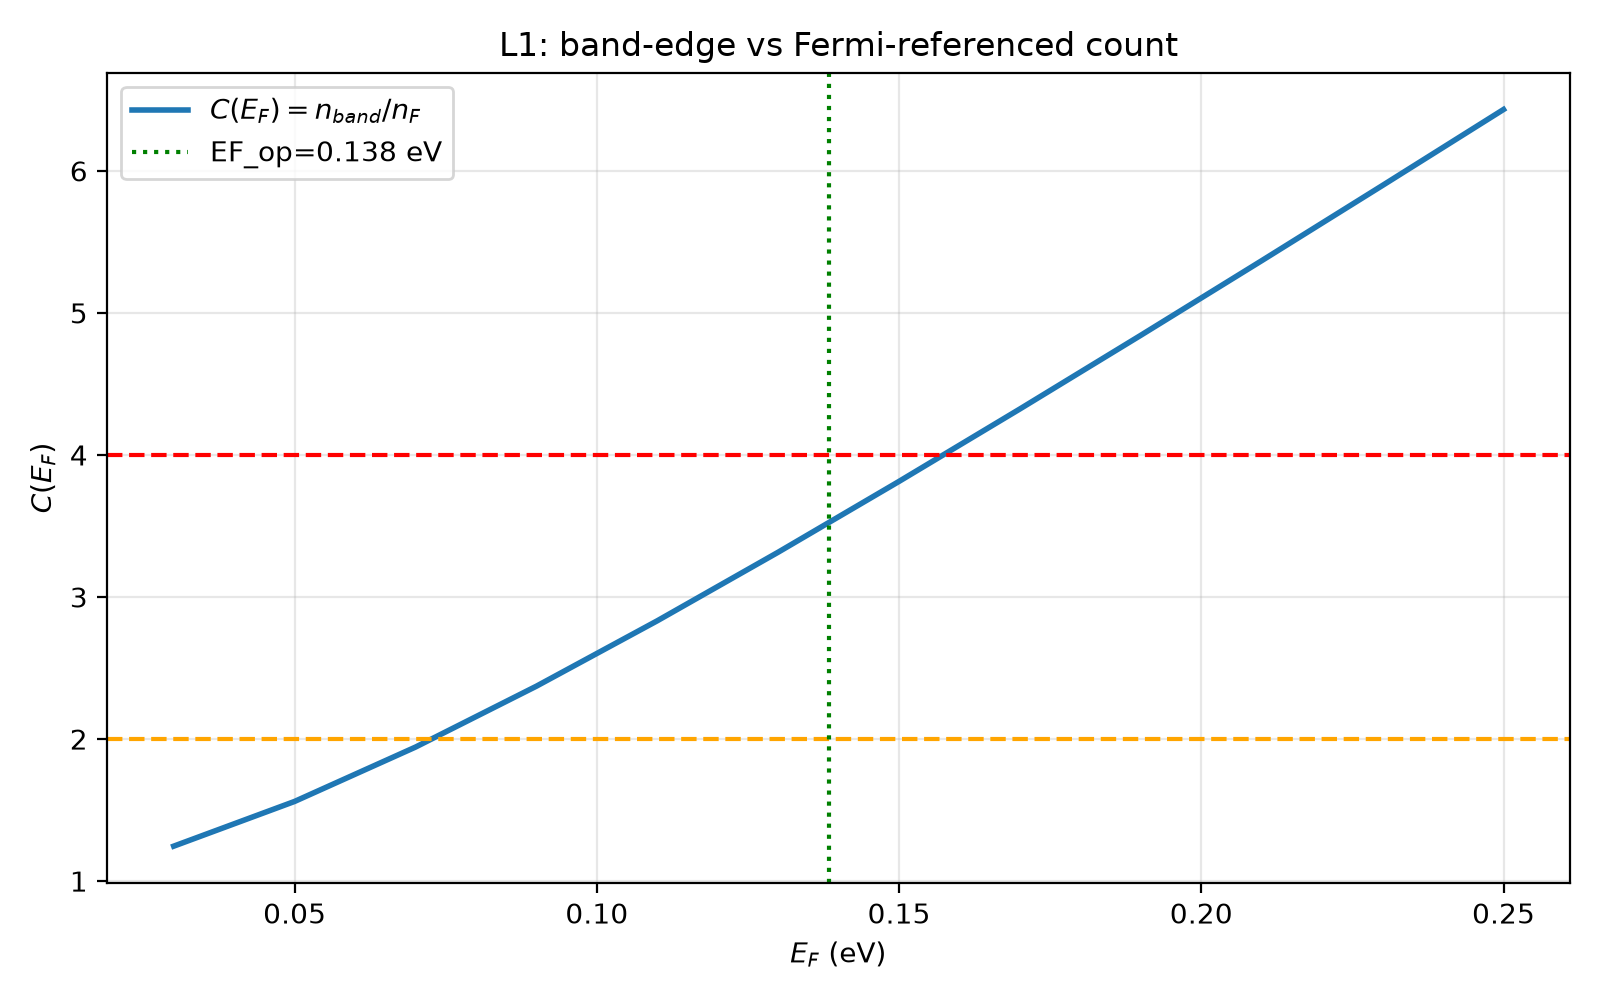 L1: band-edge vs Fermi-referenced count
C(E_F) = n_band/n_F
EF_op=0.138 eV
6
5
4
3
2
1
C(E_F)
0.05 0.10 0.15 0.20 0.25
E_F (eV)